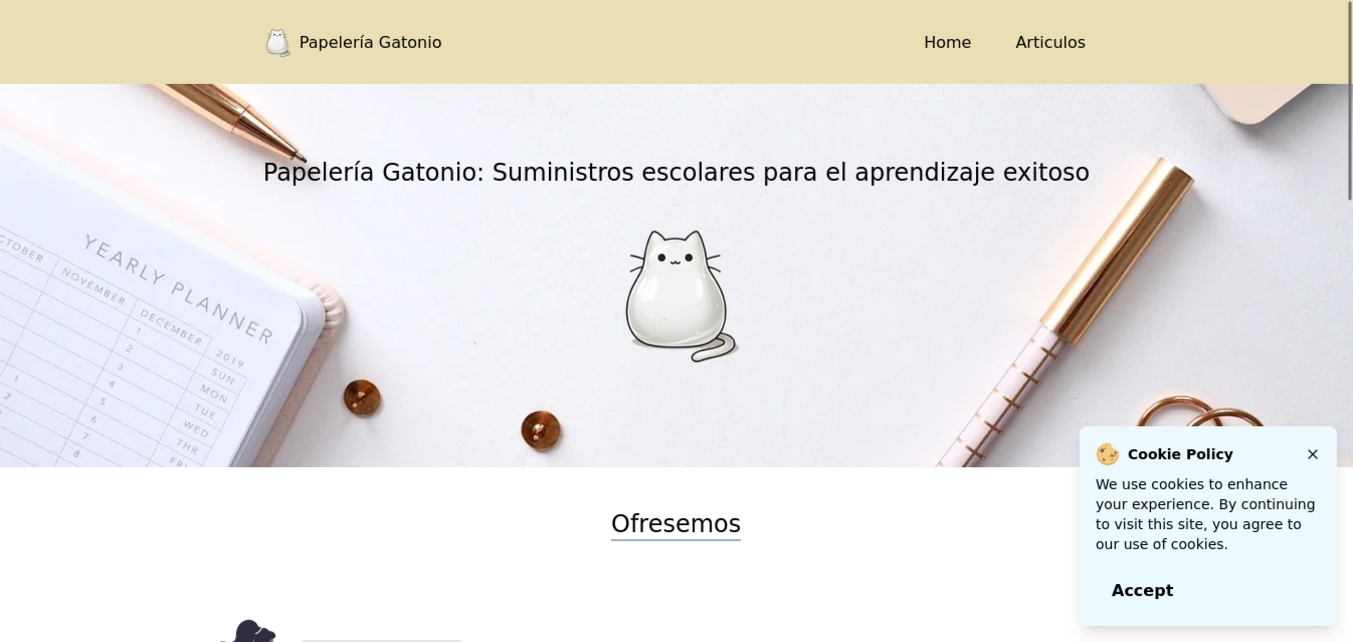 Papelería Gatonio
Home
Articulos
Papelería Gatonio: Suministros escolares para el aprendizaje exitoso
YEARLY PLANNER
OCTOBER
NOVEMBER
DECEMBER
2019
1
2
3
4
5
6
7
8
1
2
SUN
MON
TUE
WED
THR
FRI
Ofresemos
Cookie Policy
We use cookies to enhance
your experience. By continuing
to visit this site, you agree to
our use of cookies.
Accept